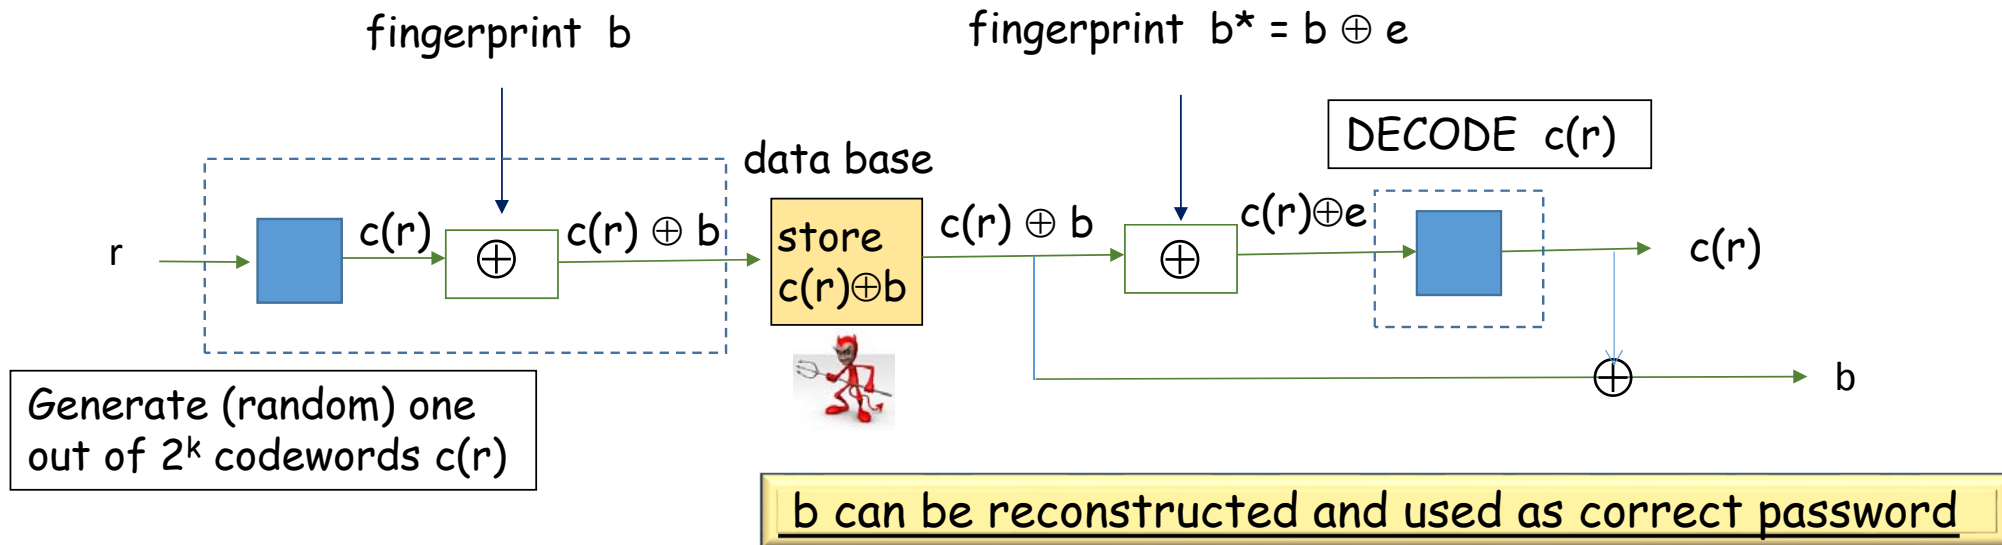 fingerprint b
fingerprint b* = b ⊕ e
DECODE c(r)
data base
r
c(r)
⊕
c(r) ⊕ b
store
c(r)⊕b
c(r) ⊕ b
⊕
c(r)⊕e
c(r)
⊕
b
Generate (random) one
out of 2ᵏ codewords c(r)
b can be reconstructed and used as correct password